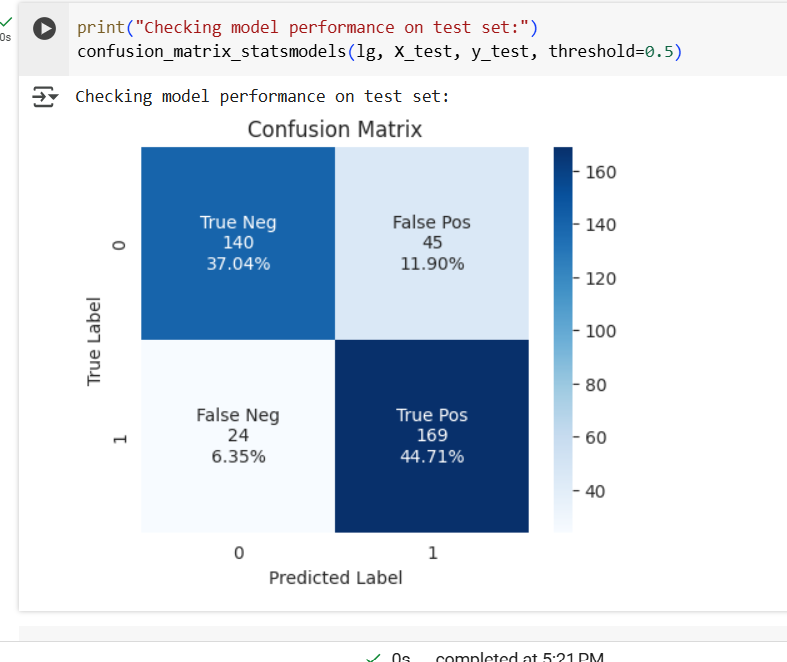 print("Checking model performance on test set:")
0s
confusion_matrix_statsmodels(lg, X_test, y_test, threshold=0.5)
Checking model performance on test set:
Confusion Matrix
True Label
0
True Neg
140
37.04%
False Pos
45
11.90%
1
False Neg
24
6.35%
True Pos
169
44.71%
0
1
Predicted Label
160
140
120
100
80
60
40
0s completed at 5:21 PM